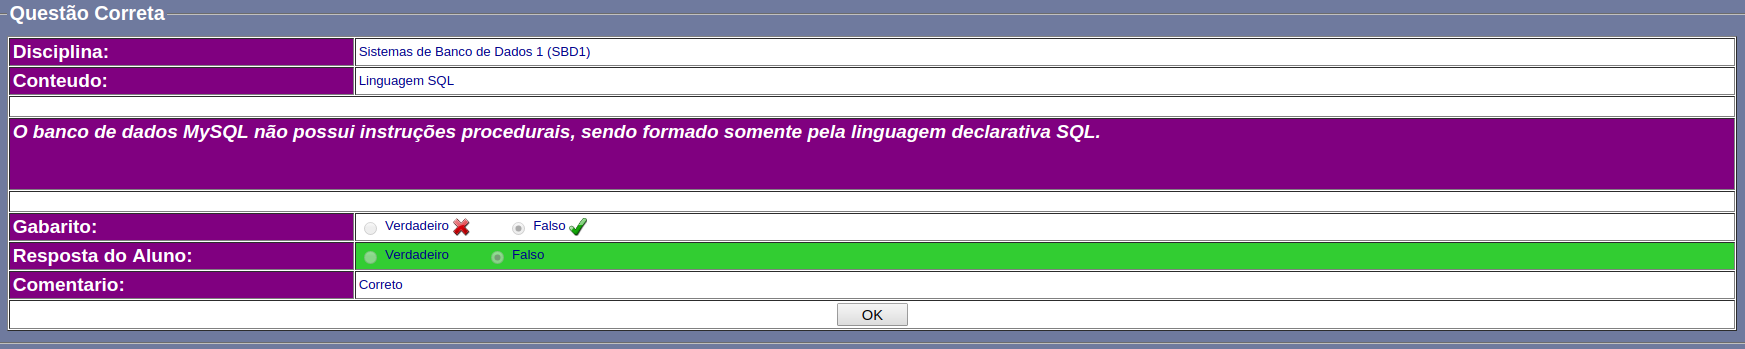 Questão Correta
Disciplina: Sistemas de Banco de Dados 1 (SBD1)
Conteudo: Linguagem SQL
O banco de dados MySQL não possui instruções procedurais, sendo formado somente pela linguagem declarativa SQL.
Gabarito: Verdadeiro Falso
Resposta do Aluno: Verdadeiro Falso
Comentario: Correto
OK